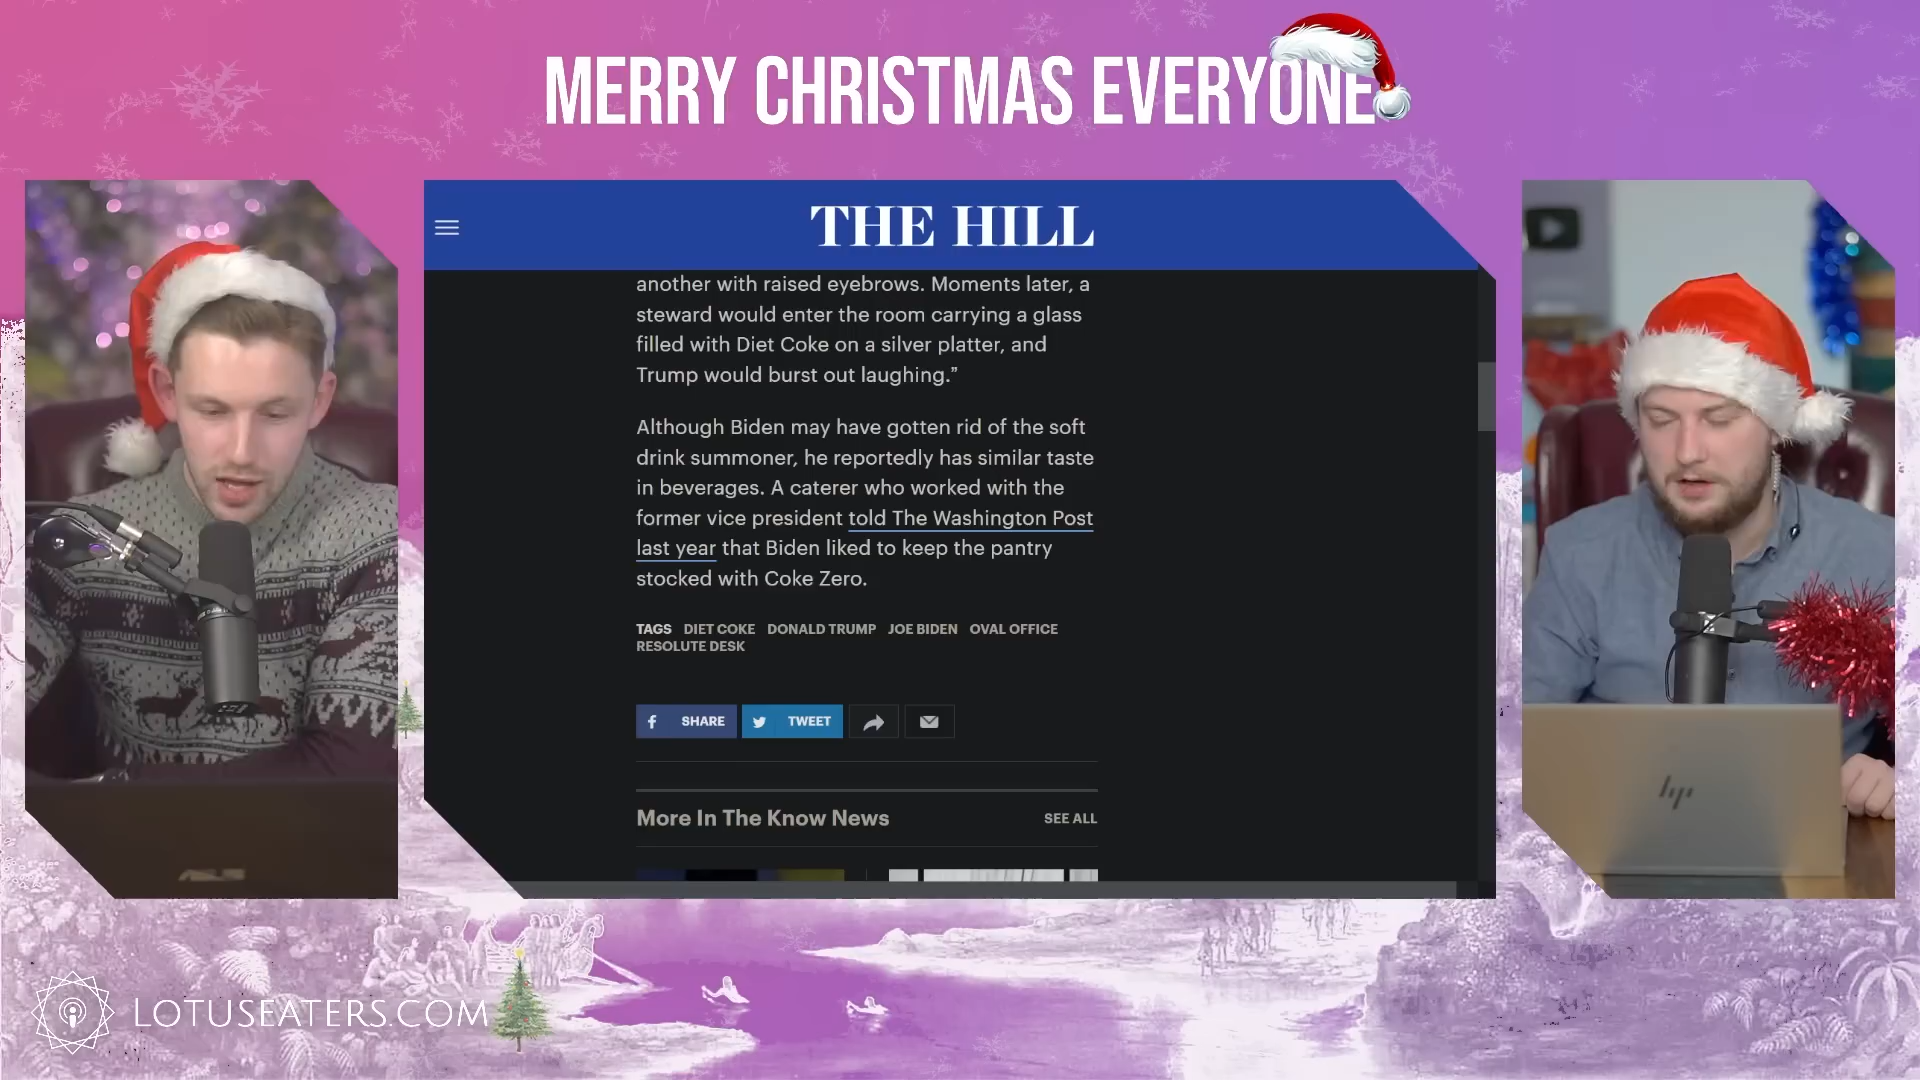 MERRY CHRISTMAS EVERYONE
THE HILL
another with raised eyebrows. Moments later, a
steward would enter the room carrying a glass
filled with Diet Coke on a silver platter, and
Trump would burst out laughing.”
Although Biden may have gotten rid of the soft
drink summoner, he reportedly has similar taste
in beverages. A caterer who worked with the
former vice president told The Washington Post
last year that Biden liked to keep the pantry
stocked with Coke Zero.
TAGS DIET COKE DONALD TRUMP JOE BIDEN OVAL OFFICE
RESOLUTE DESK
f SHARE TWEET
More In The Know News SEE ALL
hp
LOTUSEATERS.COM